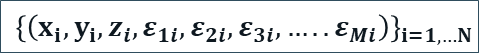 {(xᵢ, yᵢ, zᵢ, ε₁ᵢ, ε₂ᵢ, ε₃ᵢ, ..... ε_Mᵢ)}ᵢ₌₁,...N